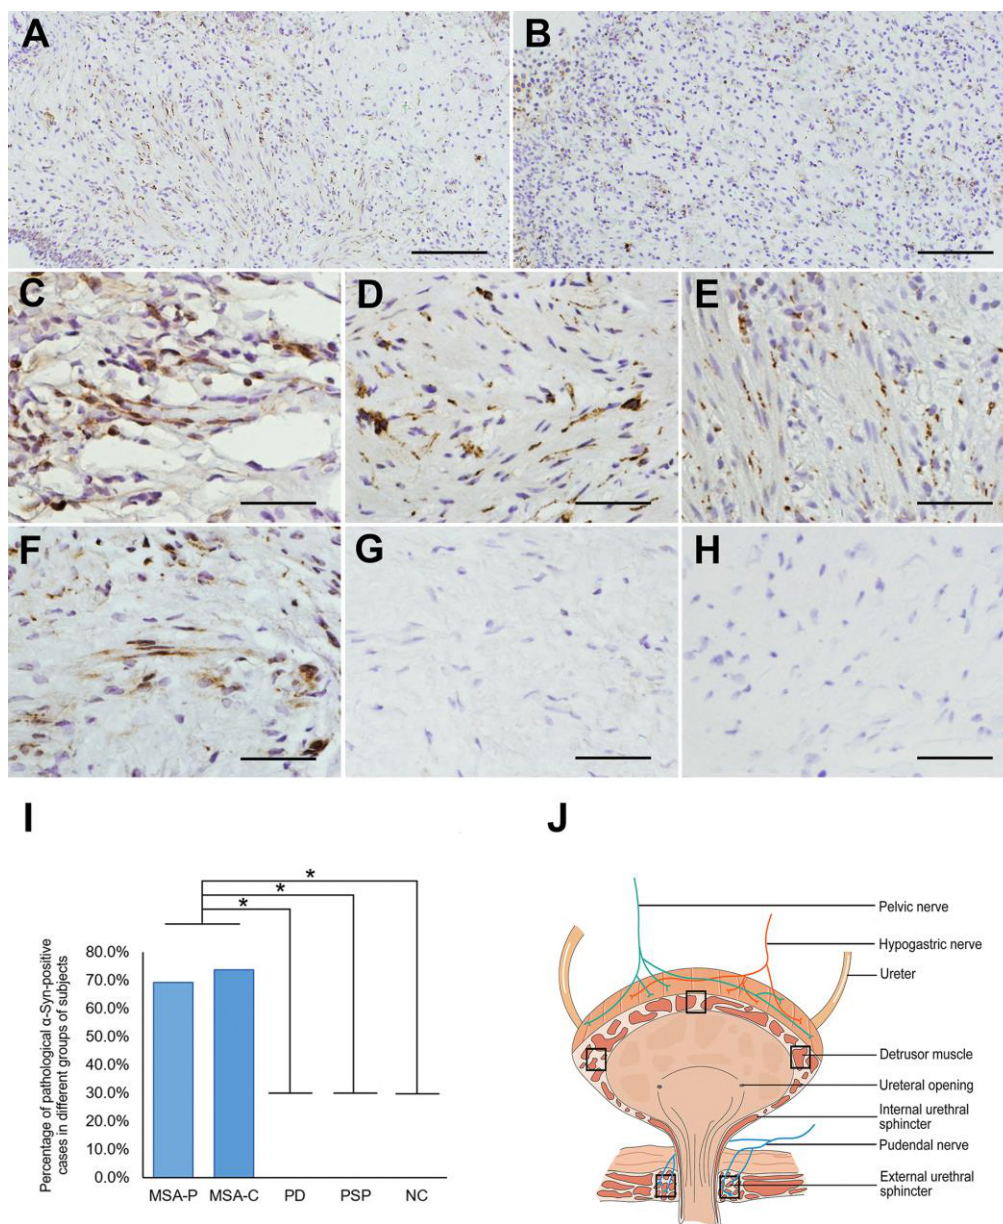 A
B
C
D
E
F
G
H
I
J
Percentage of pathological α-Syn-positive
cases in different groups of subjects
80.0%
70.0%
60.0%
50.0%
40.0%
30.0%
20.0%
10.0%
0.0%
*
*
*
MSA-P MSA-C PD PSP NC
Pelvic nerve
Hypogastric nerve
Ureter
Detrusor muscle
Ureteral opening
Internal urethral
sphincter
Pudendal nerve
External urethral
sphincter